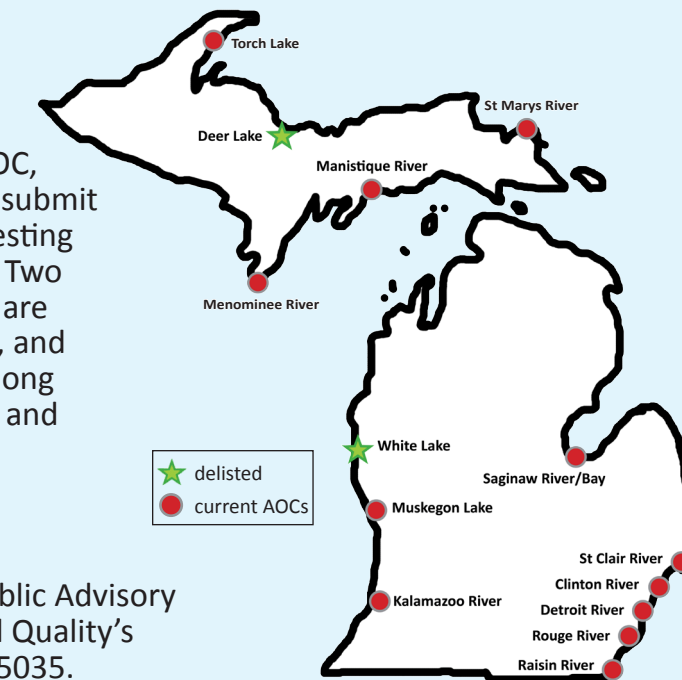 OC,
submit
esting
Two
are
, and
ong
and
blic Advisory
l Quality's
5035.
Torch Lake
St Marys River
Deer Lake
Manistique River
Menominee River
White Lake
Saginaw River/Bay
delisted
current AOCs
Muskegon Lake
St Clair River
Clinton River
Kalamazoo River
Detroit River
Rouge River
Raisin River